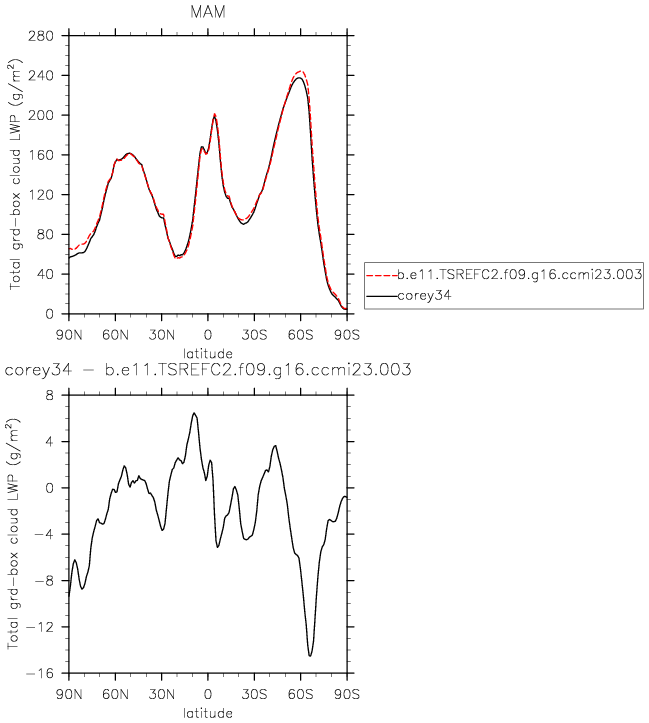 MAM
280
240
200
160
120
80
40
0
Total grd-box cloud LWP (g/m²)
90N 60N 30N 0 30S 60S 90S
latitude
b.e11.TSREFC2.f09.g16.ccmi23.003
corey34
corey34 - b.e11.TSREFC2.f09.g16.ccmi23.003
8
4
0
-4
-8
-12
-16
Total grd-box cloud LWP (g/m²)
90N 60N 30N 0 30S 60S 90S
latitude